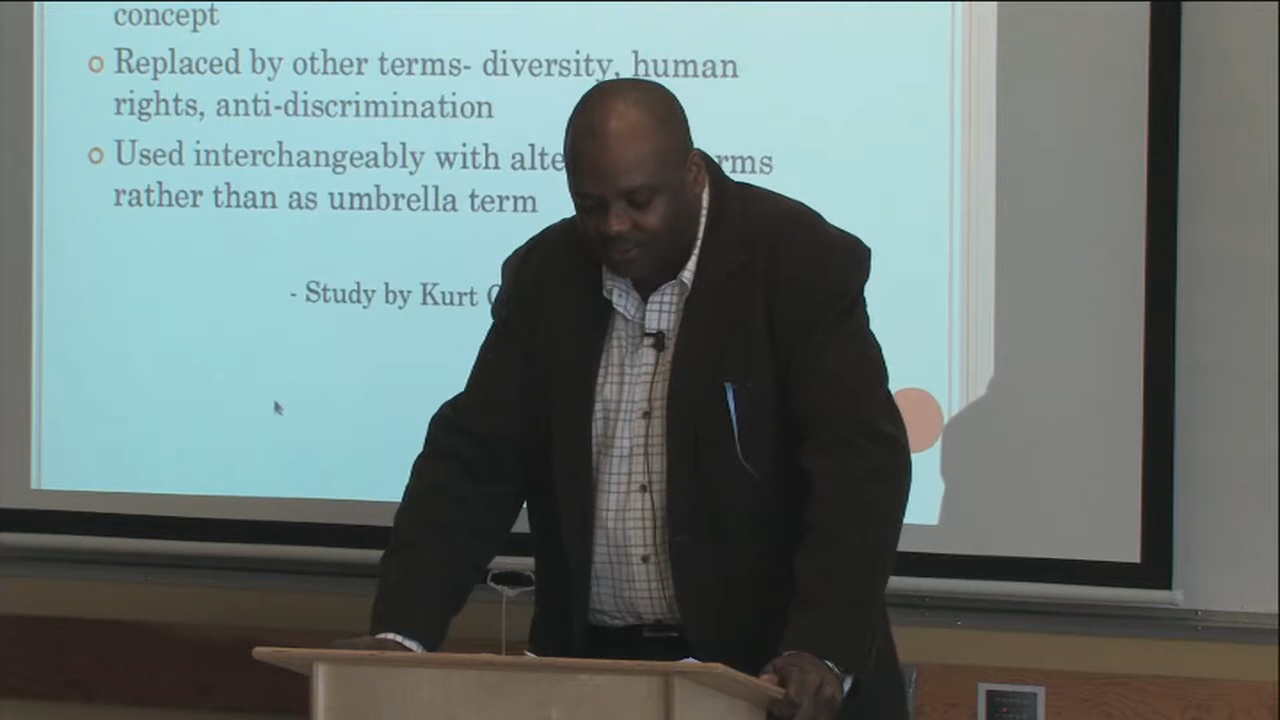 concept
Replaced by other terms- diversity, human
rights, anti-discrimination
Used interchangeably with
rather than as umbrella term
- Study by Kurt